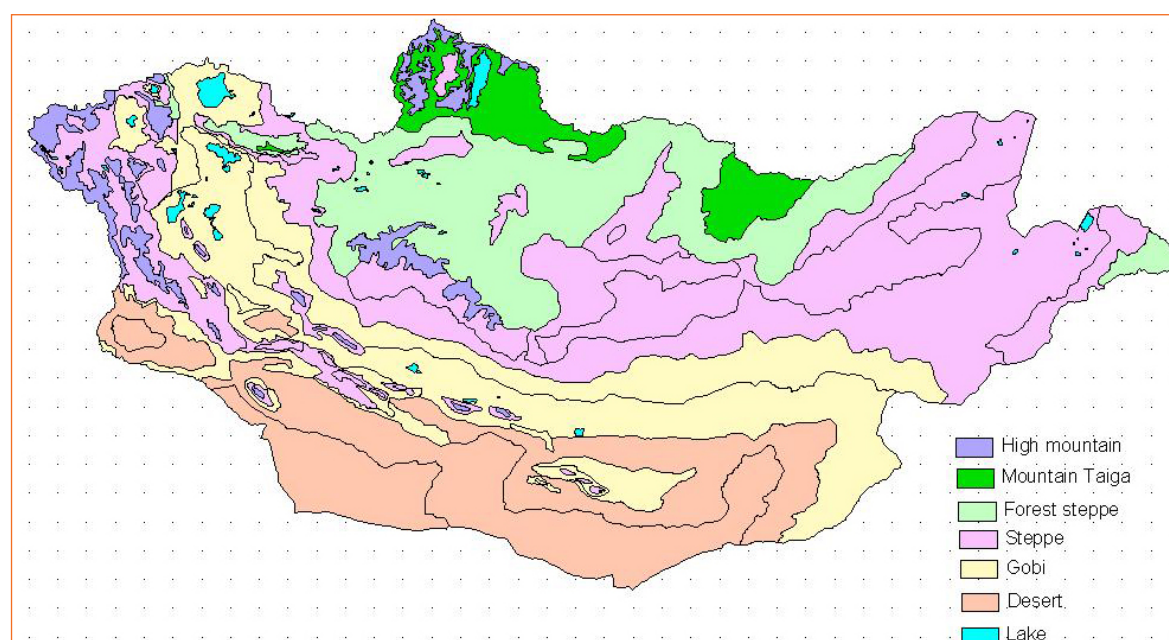 High mountain
Mountain Taiga
Forest steppe
Steppe
Gobi
Desert
Lake